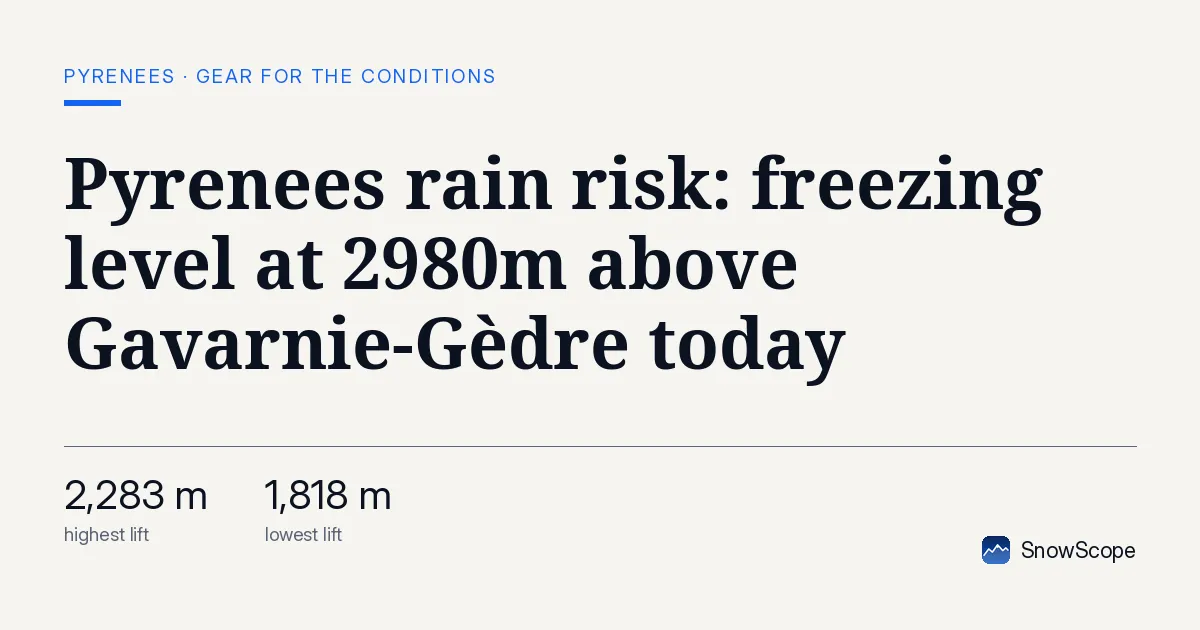 PYRENEES · GEAR FOR THE CONDITIONS
Pyrenees rain risk: freezing
level at 2980m above
Gavarnie-Gèdre today
2,283 m
highest lift
1,818 m
lowest lift
SnowScope